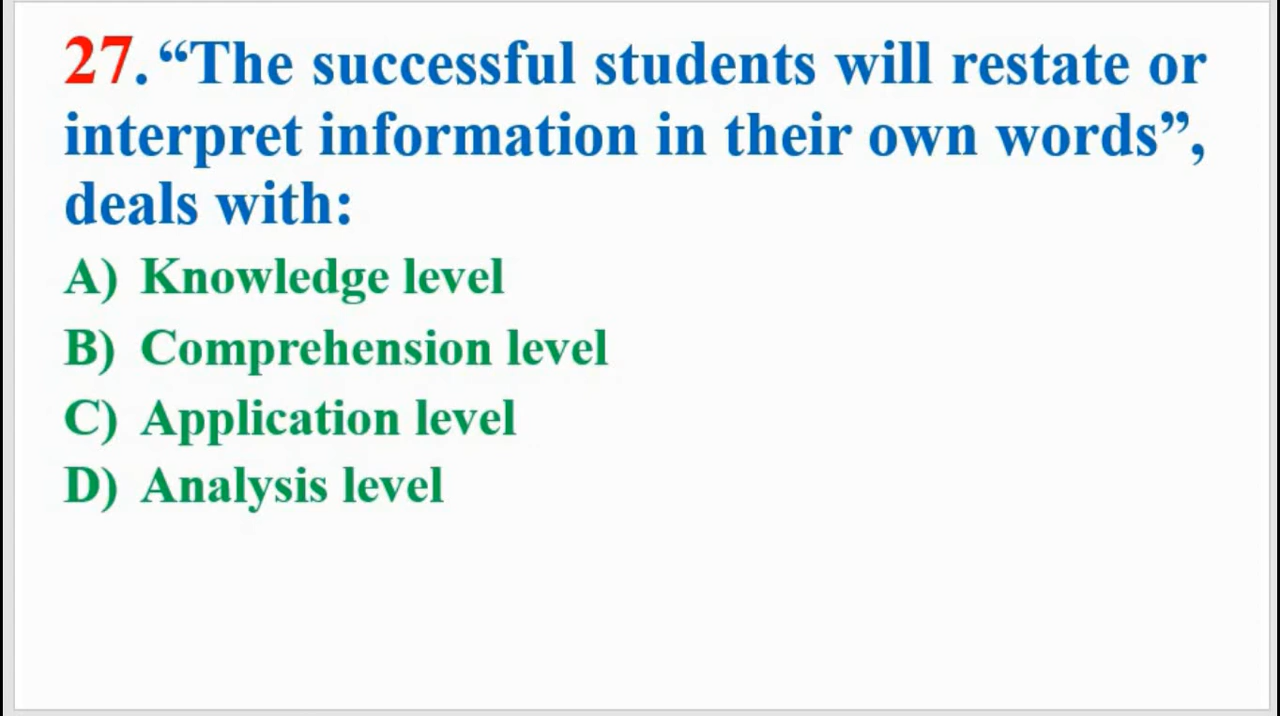 27. “The successful students will restate or
interpret information in their own words”,
deals with:
A) Knowledge level
B) Comprehension level
C) Application level
D) Analysis level